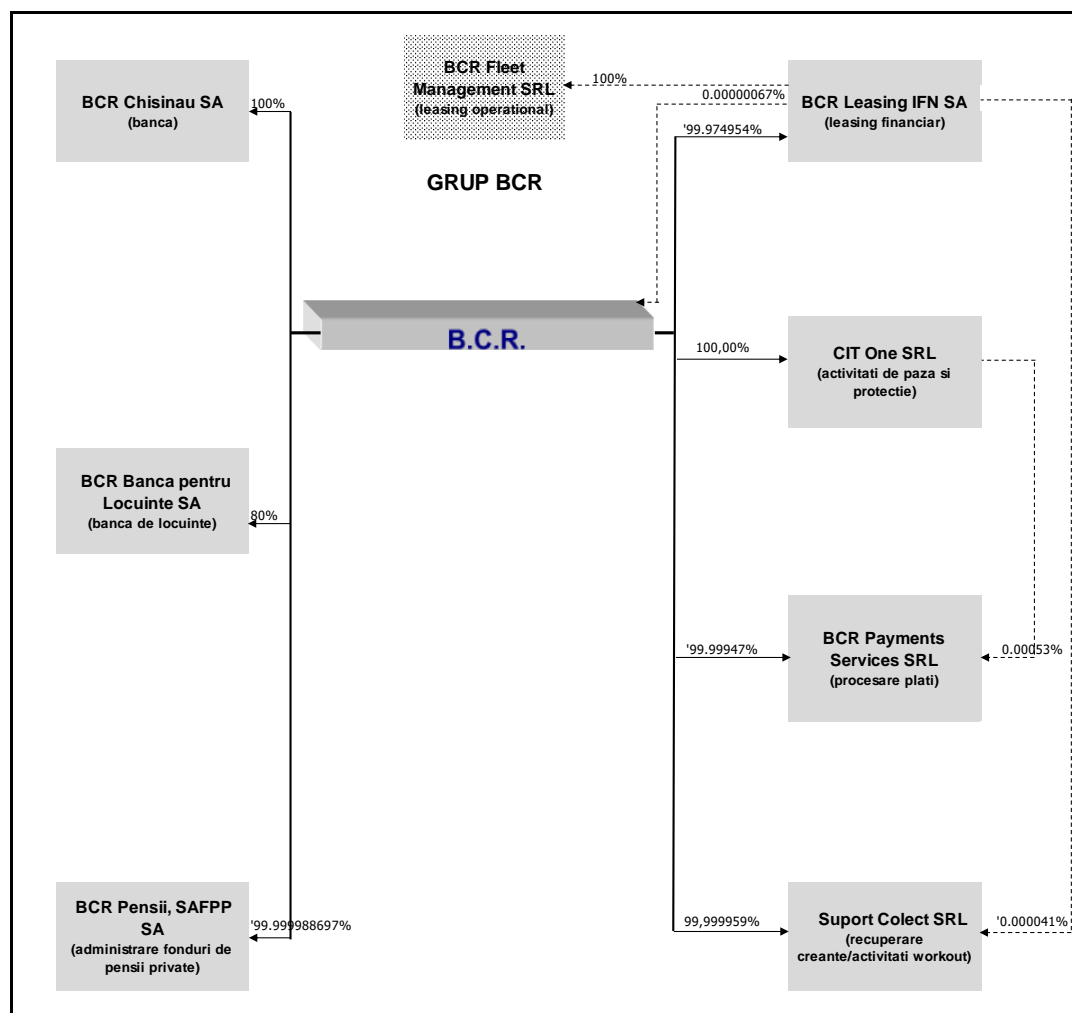 BCR Fleet
Management SRL
(leasing operational)
100%
0.00000067%
BCR Leasing IFN SA
(leasing financiar)
BCR Chisinau SA
(banca)
100%
'99.974954%
GRUP BCR
B.C.R.
100,00%
CIT One SRL
(activitati de paza si
protectie)
BCR Banca pentru
Locuinte SA
(banca de locuinte)
80%
'99.99947%
BCR Payments
Services SRL
(procesare plati)
0.00053%
BCR Pensii, SAFPP
SA
(administrare fonduri de
pensii private)
'99.999988697%
99,999959%
Suport Colect SRL
(recuperare
creante/activitati workout)
'0.000041%